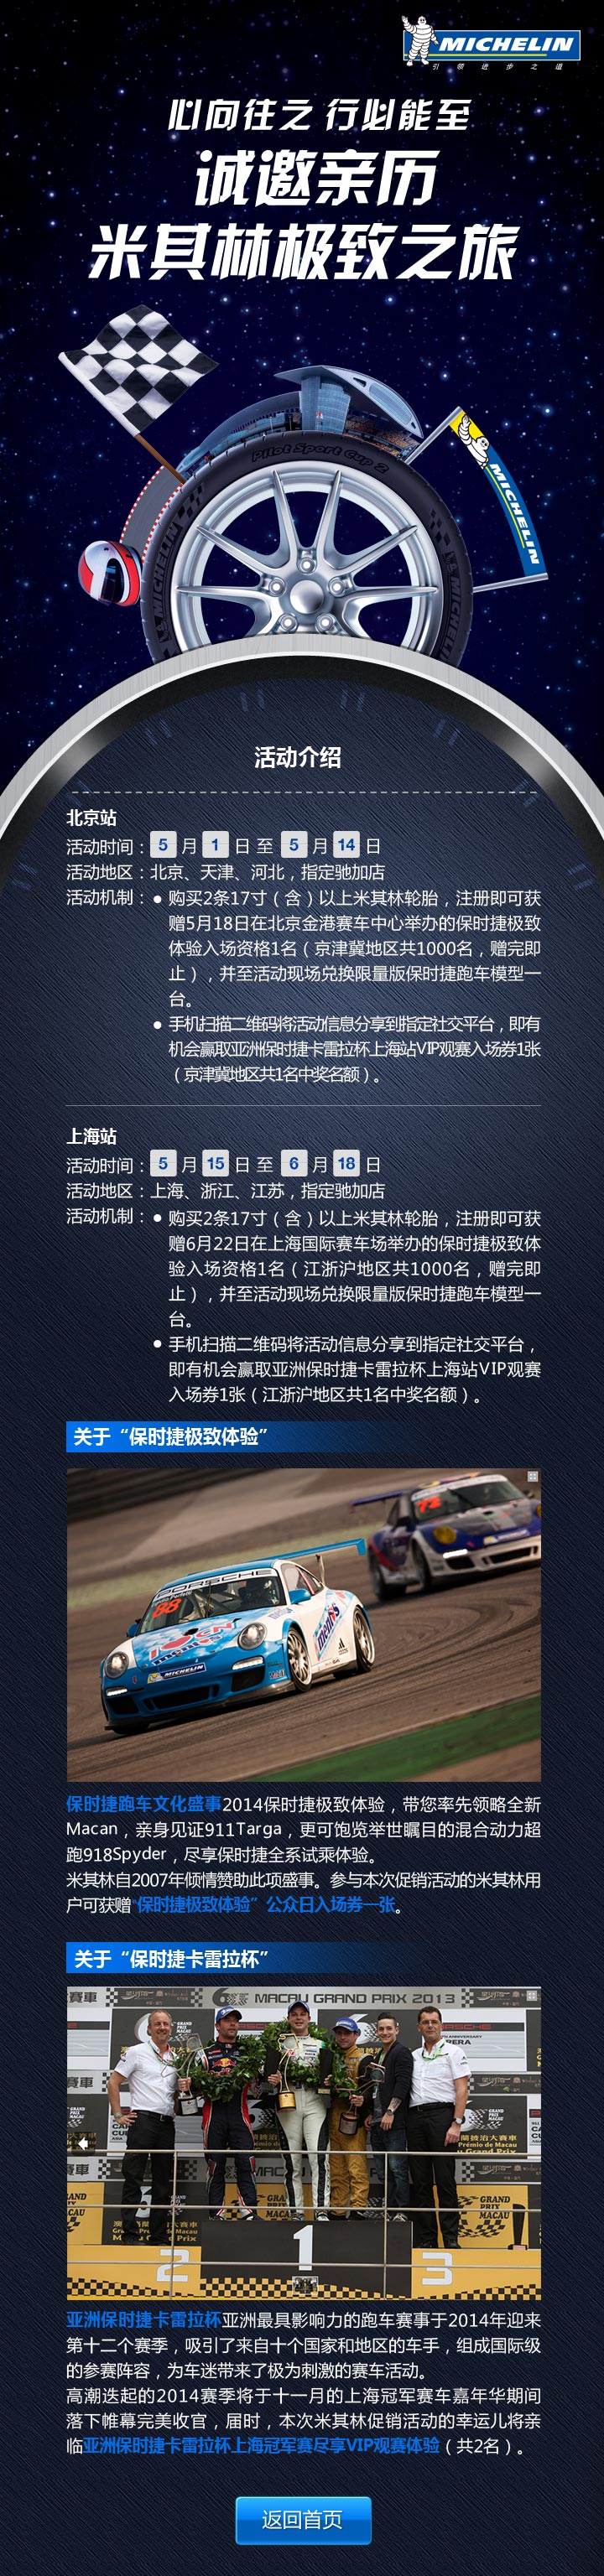 MICHELIN
引领进步之道
心向往之 行必能至
诚邀亲历
米其林极致之旅
Pilot Sport Cup 2
MICHELIN
MICHELIN
活动介绍
北京站
活动时间：5 月 1 日 至 5 月 14 日
活动地区：北京、天津、河北，指定驰加店
活动机制：● 购买2条17寸（含）以上米其林轮胎，注册即可获
赠5月18日在北京金港赛车中心举办的保时捷极致
体验入场资格1名（京津冀地区共1000名，赠完即
止），并至活动现场兑换限量版保时捷跑车模型一
台。
● 手机扫描二维码将活动信息分享到指定社交平台，即有
机会赢取亚洲保时捷卡雷拉杯上海站VIP观赛入场券1张
（京津冀地区共1名中奖名额）。
上海站
活动时间：5 月 15 日 至 6 月 18 日
活动地区：上海、浙江、江苏，指定驰加店
活动机制：● 购买2条17寸（含）以上米其林轮胎，注册即可获
赠6月22日在上海国际赛车场举办的保时捷极致体
验入场资格1名（江浙沪地区共1000名，赠完即
止），并至活动现场兑换限量版保时捷跑车模型一
台。
● 手机扫描二维码将活动信息分享到指定社交平台，
即有机会赢取亚洲保时捷卡雷拉杯上海站VIP观赛
入场券1张（江浙沪地区共1名中奖名额）。
关于“保时捷极致体验”
72
PORSCHE
88
MICHELIN
保时捷跑车文化盛事2014保时捷极致体验，带您率先领略全新
Macan，亲身见证911Targa，更可饱览举世瞩目的混合动力超
跑918Spyder，尽享保时捷全系试乘体验。
米其林自2007年倾情赞助此项盛事。参与本次促销活动的米其林用
户可获赠“保时捷极致体验”公众日入场券一张。
关于“保时捷卡雷拉杯”
MACAU GRAND PRIX 2013
1
2
3
亚洲保时捷卡雷拉杯亚洲最具影响力的跑车赛事于2014年迎来
第十二个赛季，吸引了来自十个国家和地区的车手，组成国际级
的参赛阵容，为车迷带来了极为刺激的赛车活动。
高潮迭起的2014赛季将于十一月的上海冠军赛车嘉年华期间
落下帷幕完美收官，届时，本次米其林促销活动的幸运儿将亲
临亚洲保时捷卡雷拉杯上海冠军赛尽享VIP观赛体验（共2名）。
返回首页